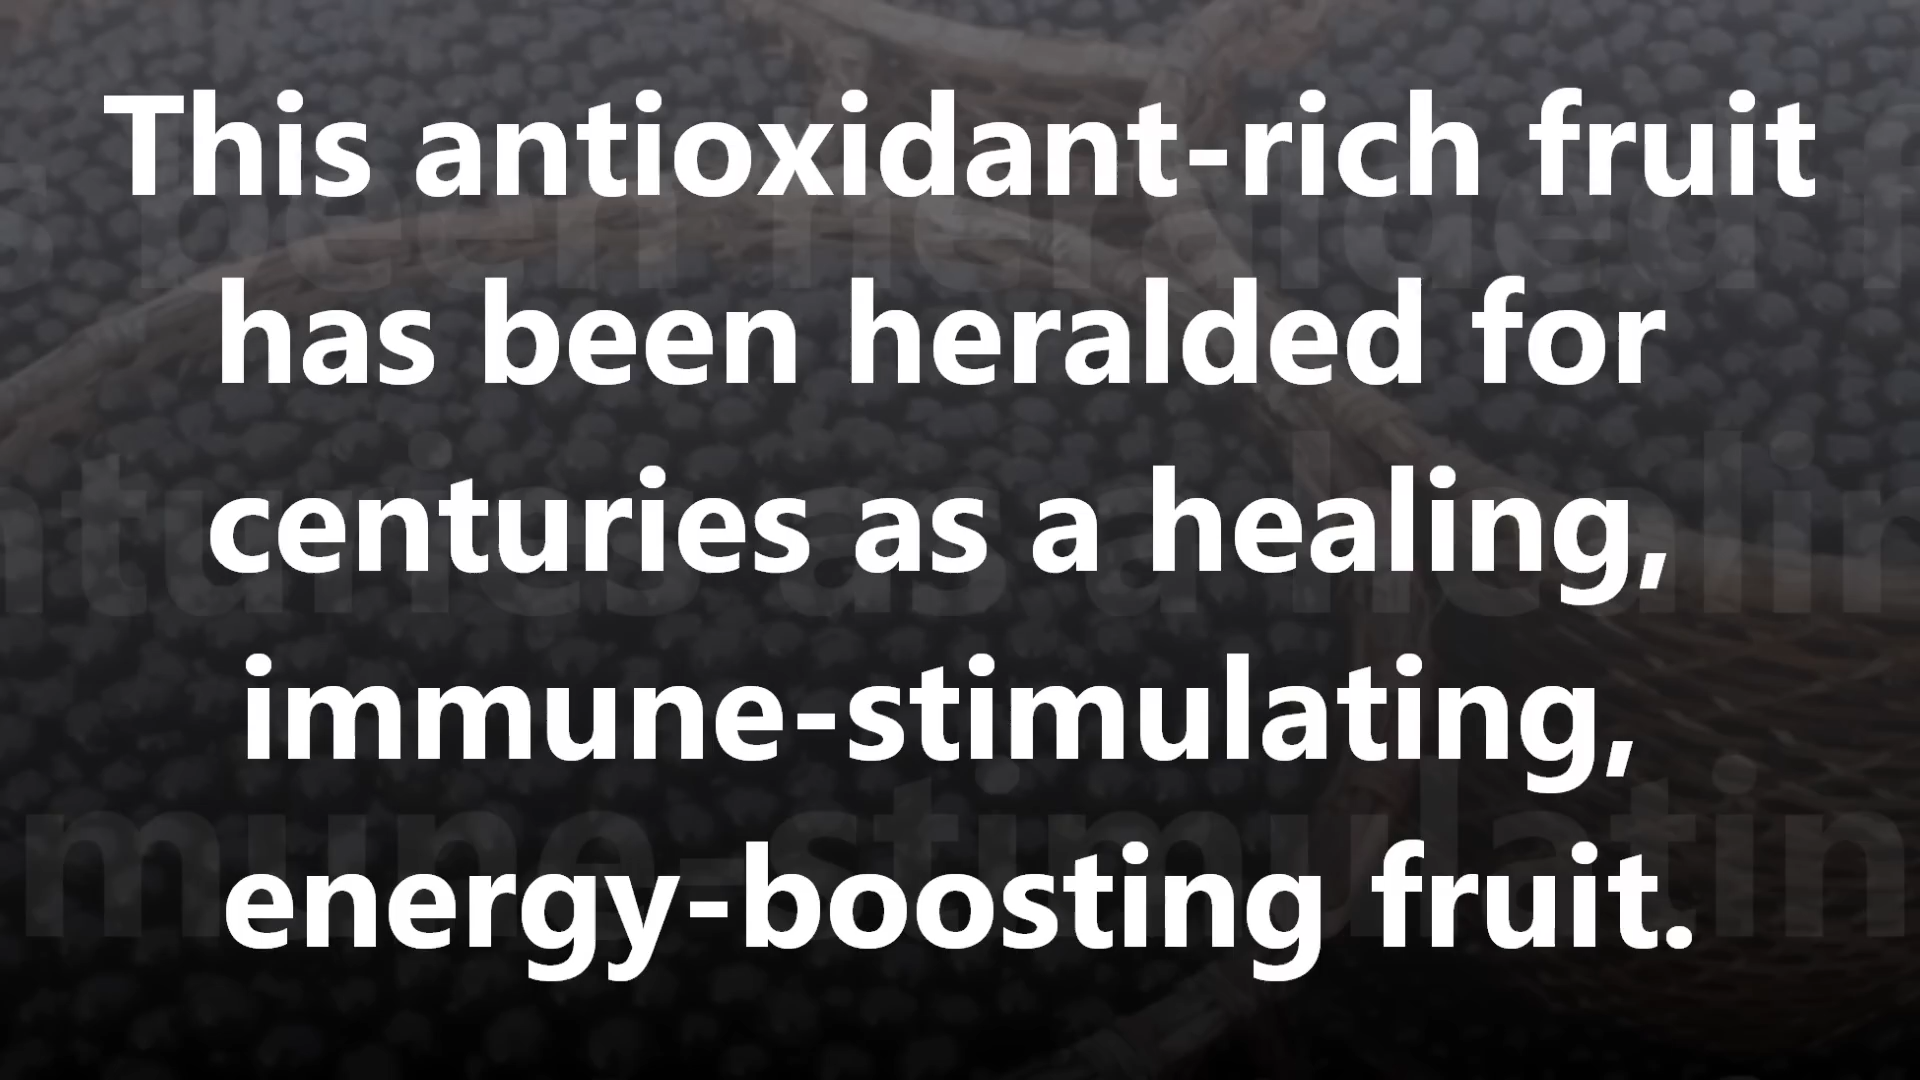 This antioxidant-rich fruit
has been heralded for
centuries as a healing,
immune-stimulating,
energy-boosting fruit.